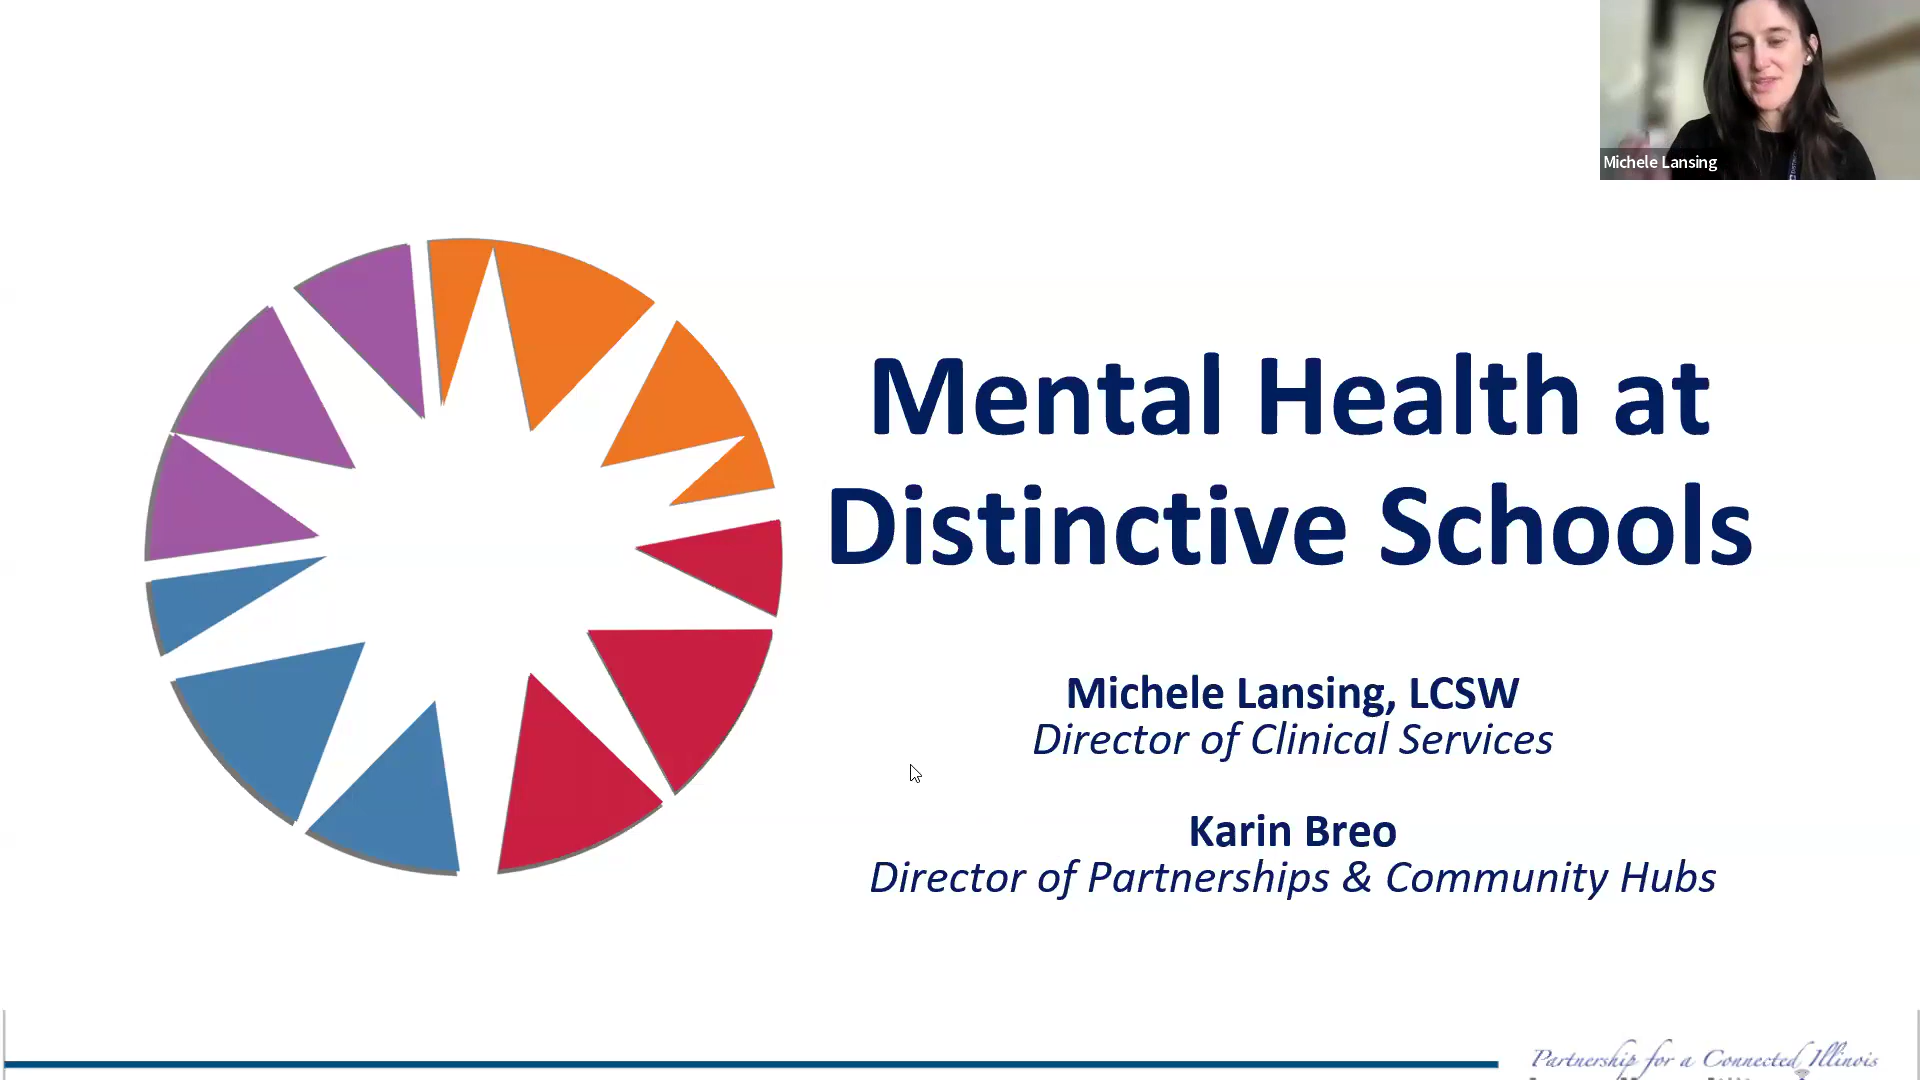 Michele Lansing
Mental Health at
Distinctive Schools
Michele Lansing, LCSW
Director of Clinical Services
Karin Breo
Director of Partnerships & Community Hubs
Partnership for a Connected Illinois